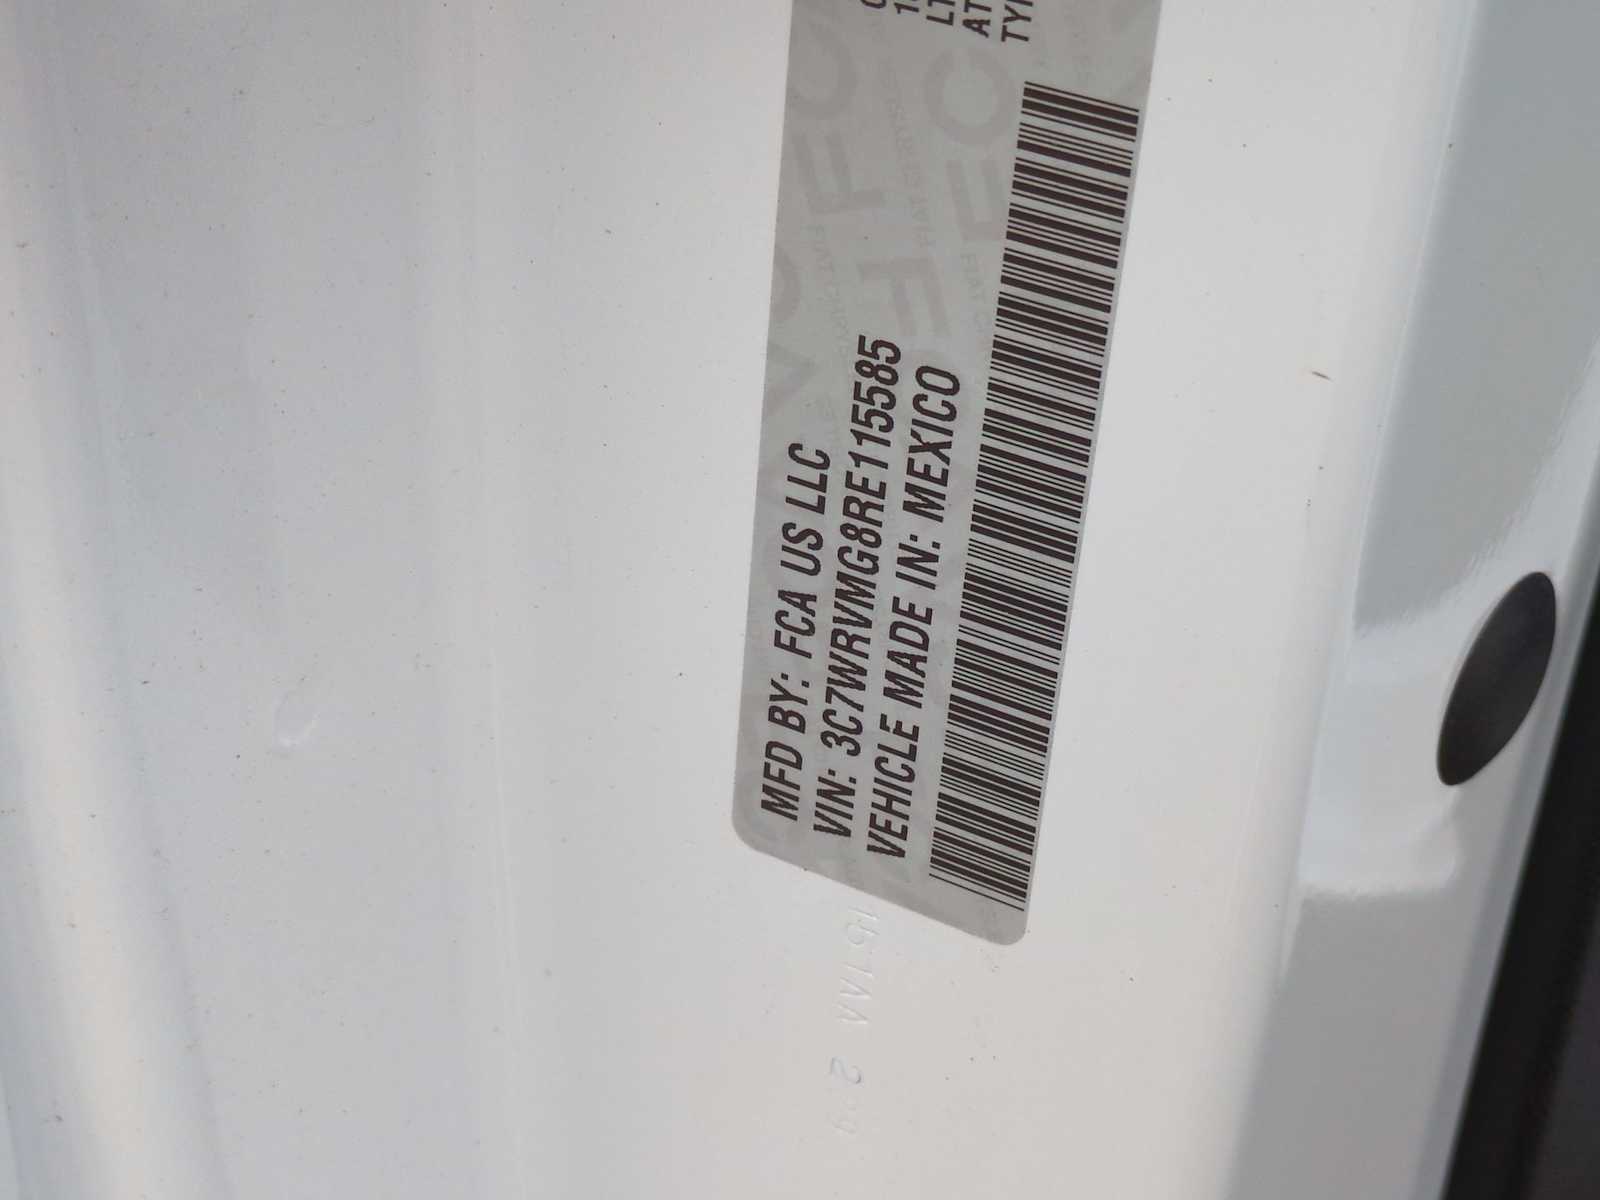 MFD BY: FCA US LLC
VIN: 3C7WRVMG8RE115585
VEHICLE MADE IN: MEXICO